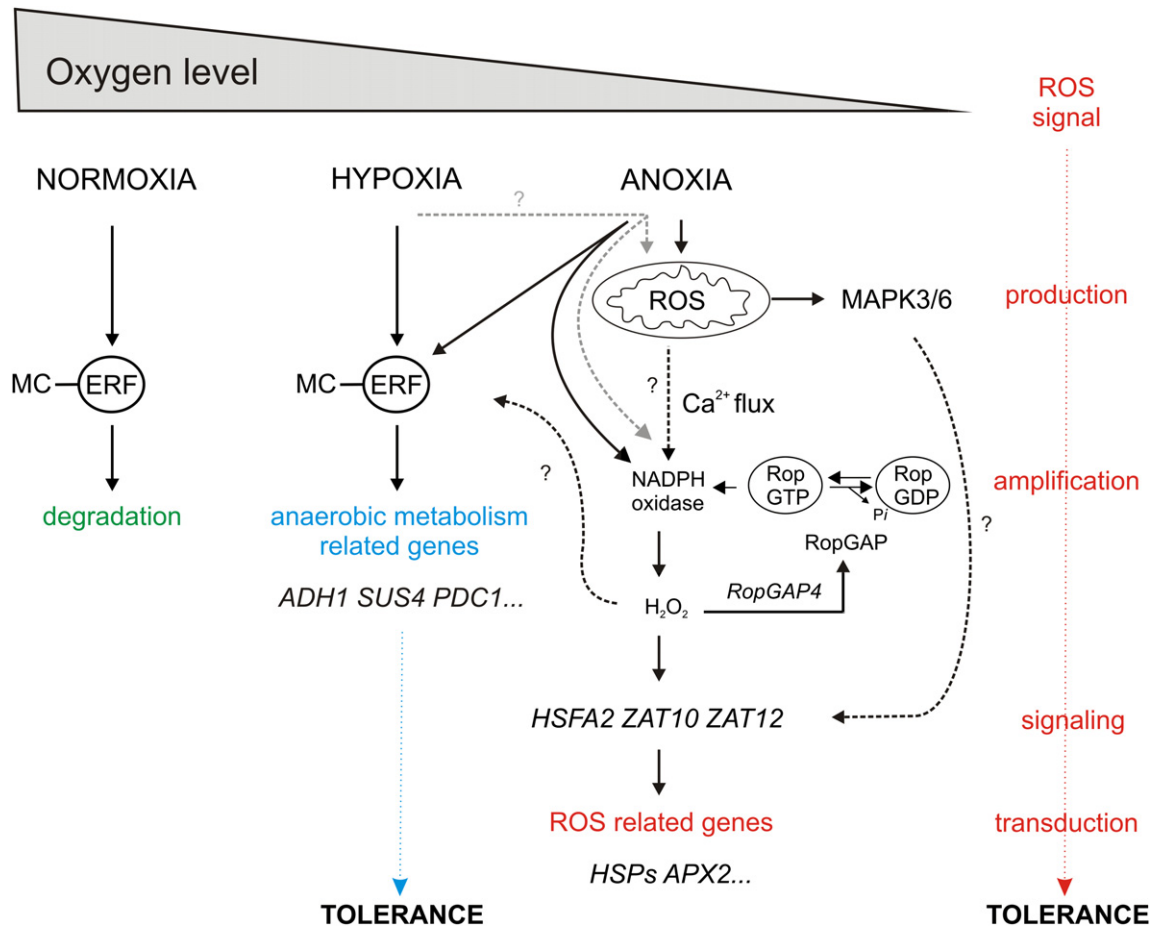 Oxygen level
ROS
signal
NORMOXIA
HYPOXIA
ANOXIA
?
ROS
MAPK3/6
production
MC
ERF
MC
ERF
?
Ca²⁺ flux
?
NADPH
oxidase
Rop
GTP
Rop
GDP
Pi
amplification
degradation
anaerobic metabolism
related genes
?
RopGAP
ADH1 SUS4 PDC1...
H₂O₂
RopGAP4
HSFA2 ZAT10 ZAT12
signaling
ROS related genes
transduction
HSPs APX2...
TOLERANCE
TOLERANCE